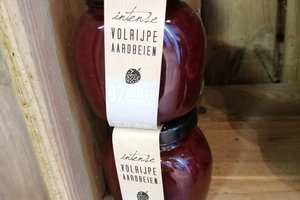 intense
VOLRIJPE
AARDBEIEN
intense
VOLRIJPE
AARDBEIEN